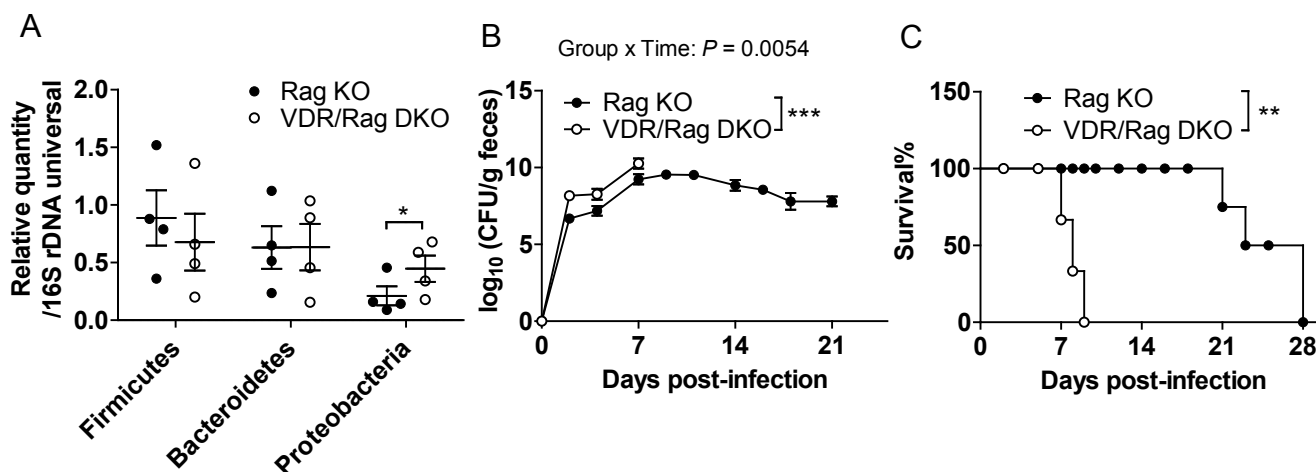 A
2.0
1.5
1.0
0.5
0.0
Relative quantity
/16S rDNA universal
Rag KO
VDR/Rag DKO
*
Firmicutes
Bacteroidetes
Proteobacteria
B
Group x Time: P = 0.0054
15
10
5
0
log10 (CFU/g feces)
Rag KO
VDR/Rag DKO
***
0
7
14
21
Days post-infection
C
150
100
50
0
Survival%
Rag KO
VDR/Rag DKO
**
0
7
14
21
28
Days post-infection